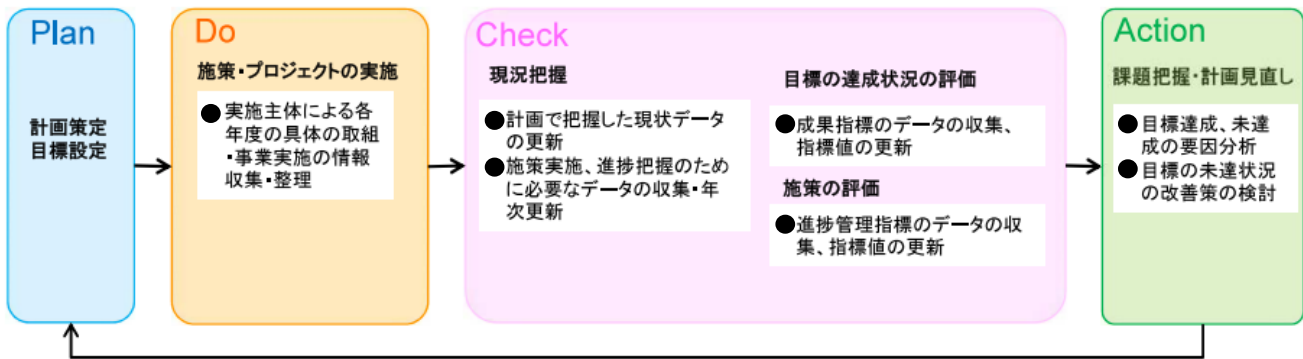 Plan
計画策定
目標設定
Do
施策・プロジェクトの実施
●実施主体による各
年度の具体の取組
・事業実施の情報
収集・整理
Check
現況把握
●計画で把握した現状データ
の更新
●施策実施、進捗把握のため
に必要なデータの収集・年
次更新
目標の達成状況の評価
●成果指標のデータの収集、
指標値の更新
施策の評価
●進捗管理指標のデータの収
集、指標値の更新
Action
課題把握・計画見直し
●目標達成、未達
成の要因分析
●目標の未達状況
の改善策の検討